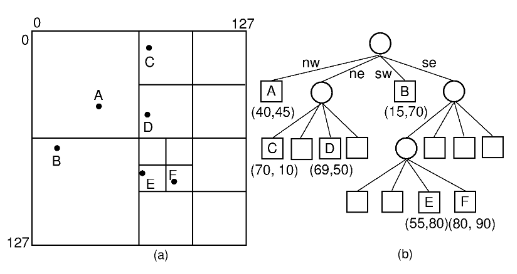 0 127
0
C
A
D
B
E F
127
(a)
nw ne sw se
A B
(40,45) (15,70)
C D
(70, 10) (69,50)
E F
(55,80) (80, 90)
(b)